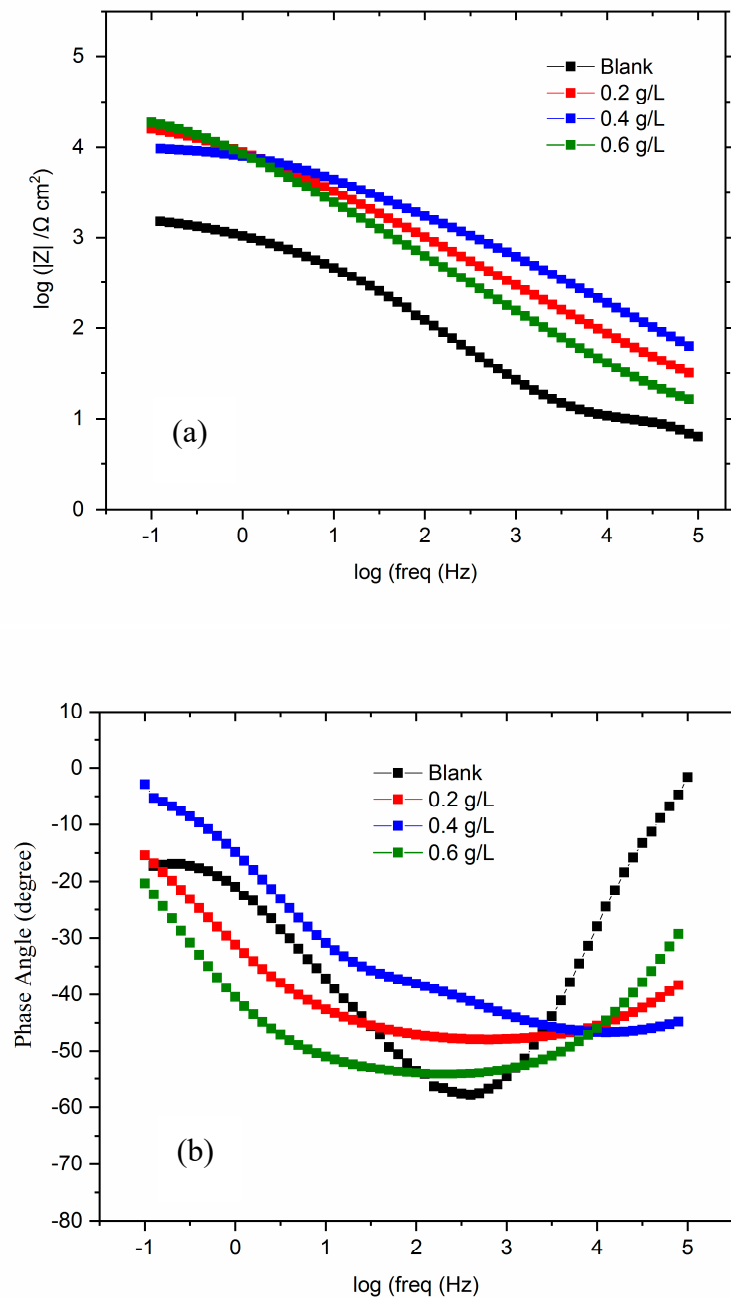 5
4
3
2
1
0
log (|Z| /Ω cm²)
Blank
0.2 g/L
0.4 g/L
0.6 g/L
(a)
-1 0 1 2 3 4 5
log (freq (Hz)
10
0
-10
-20
-30
-40
-50
-60
-70
-80
Phase Angle (degree)
Blank
0.2 g/L
0.4 g/L
0.6 g/L
(b)
-1 0 1 2 3 4 5
log (freq (Hz)